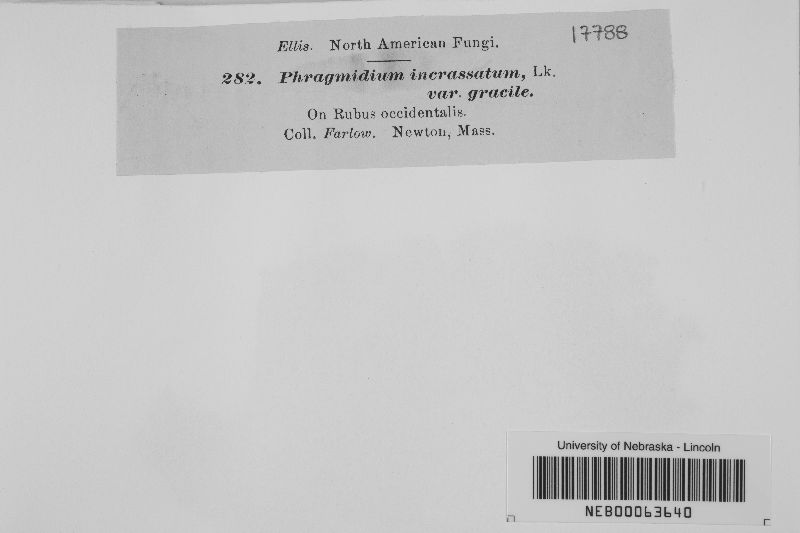 17788
Ellis. North American Fungi.
282. Phragmidium incrassatum, Lk.
var. gracile.
On Rubus occidentalis.
Coll. Farlow. Newton, Mass.
University of Nebraska - Lincoln
NEB00063640